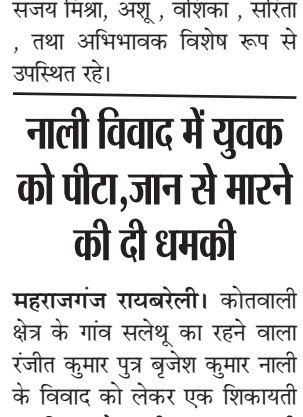 संजय मिश्रा, अंशू , वंशिका , सरिता
, तथा अभिभावक विशेष रूप से
उपस्थित रहे।
नाली विवाद में युवक
को पीटा,जान से मारने
की दी धमकी
महराजगंज रायबरेली। कोतवाली
क्षेत्र के गांव सलेथू का रहने वाला
रंजीत कुमार पुत्र बृजेश कुमार नाली
के विवाद को लेकर एक शिकायती